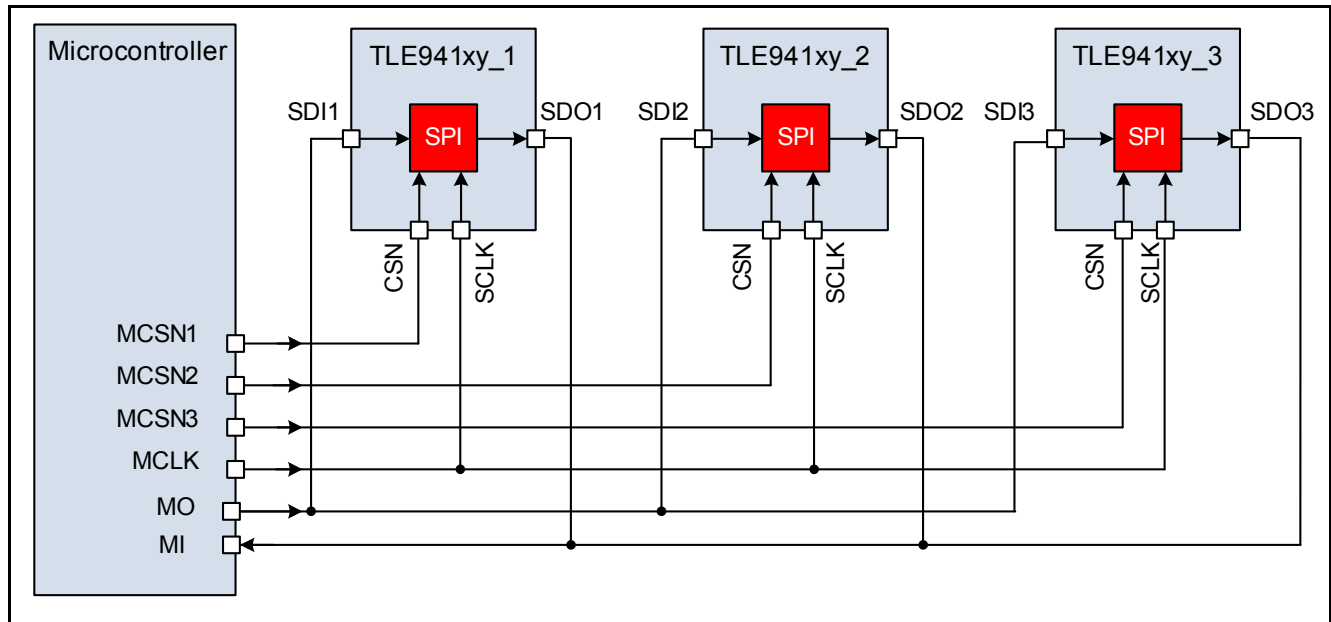 Microcontroller
TLE941xy_1
TLE941xy_2
TLE941xy_3
SDI1
SPI
SDO1
SDI2
SPI
SDO2
SDI3
SPI
SDO3
CSN
SCLK
CSN
SCLK
CSN
SCLK
MCSN1
MCSN2
MCSN3
MCLK
MO
MI